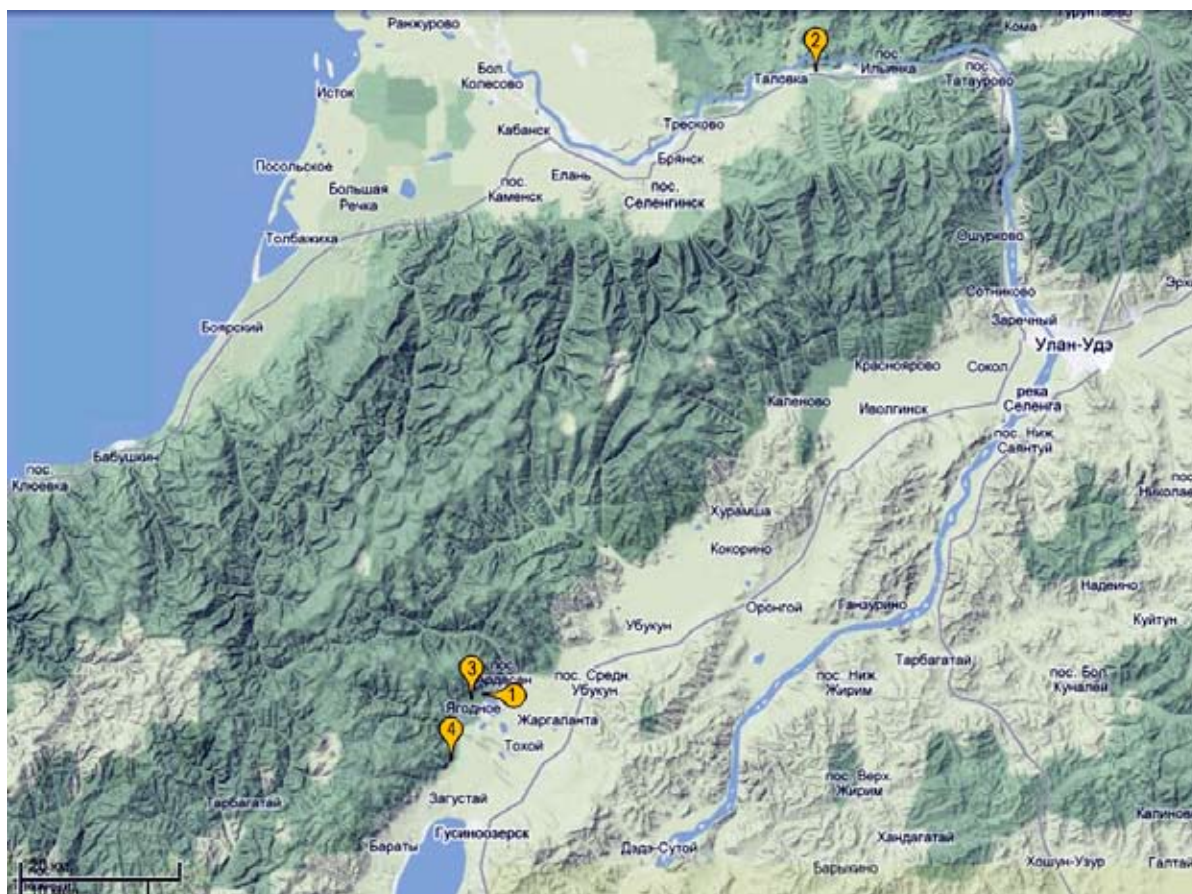 Ранжурово
Кома
2
Бол.
Колесово
пос.
Ильинка
пос.
Татаурово
Таловка
Исток
Кабанск
Тресково
Брянск
Посольское
Елань
Большая
Речка
пос.
Каменск
пос.
Селенгинск
Толбажиха
Ошурково
Сотниково
Боярский
Заречный
Улан-Удэ
Красноярово
Сокол
Каленово
Иволгинск
река
Селенга
пос. Ниж.
Саянтуй
Бабушкин
пос.
Клюевка
пос.
Хурамша
Кокорино
Надеино
Оронгой
Ганзурино
Куйтун
Убукун
Тарбагатай
3
пос.
1
пос. Средн.
Убукун
пос. Ниж.
Жирим
пос. Бол.
Куналей
Ягодное
Жаргаланта
4
Тохой
пос. Верх.
Жирим
Загустай
Тарбагатай
Гусиноозерск
Хандагатай
Бараты
Дэдэ-Сутой
Барыкино
Хошун-Узур
20 км